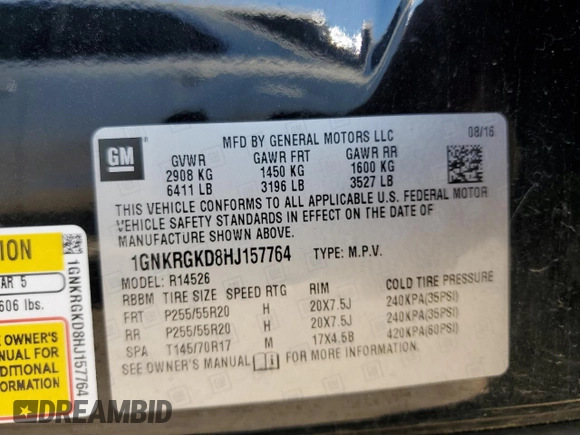 GM
MFD BY GENERAL MOTORS LLC 08/16
GVWR GAWR FRT GAWR RR
2908 KG 1450 KG 1600 KG
6411 LB 3196 LB 3527 LB
THIS VEHICLE CONFORMS TO ALL APPLICABLE U.S. FEDERAL MOTOR
VEHICLE SAFETY STANDARDS IN EFFECT ON THE DATE OF
MANUFACTURE SHOWN ABOVE.
1GNKRGKD8HJ157764 TYPE: M.P.V.
MODEL: R14526
RBBM TIRE SIZE SPEED RTG RIM COLD TIRE PRESSURE
FRT P255/55R20 H 20X7.5J 240KPA(35PSI)
RR P255/55R20 H 20X7.5J 240KPA(35PSI)
SPA T145/70R17 M 17X4.5B 420KPA(60PSI)
SEE OWNER'S MANUAL FOR MORE INFORMATION
TION
AR 5
606 lbs.
E OWNER'S
NUAL FOR
DITIONAL
ORMATION
1GNKRGKD8HJ157764
DREAMBID